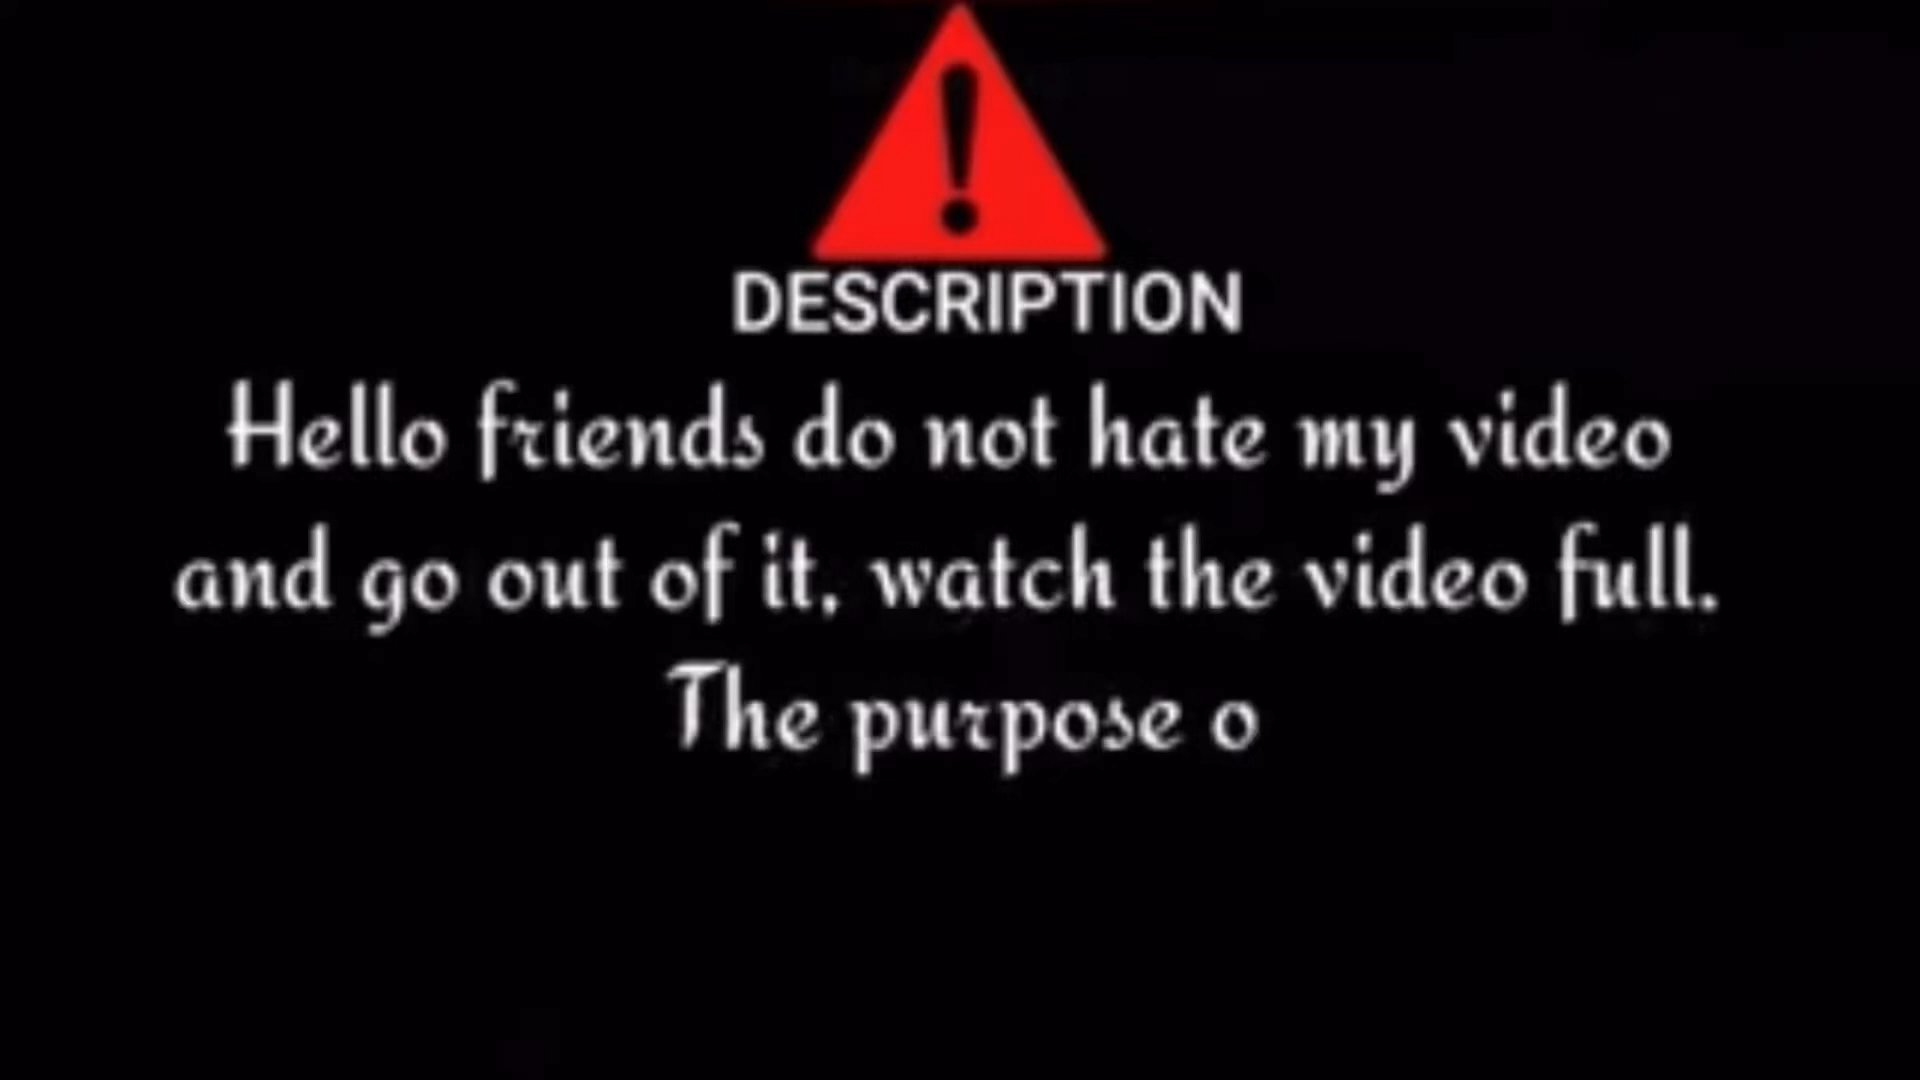 DESCRIPTION
Hello friends do not hate my video
and go out of it, watch the video full.
The purpose o